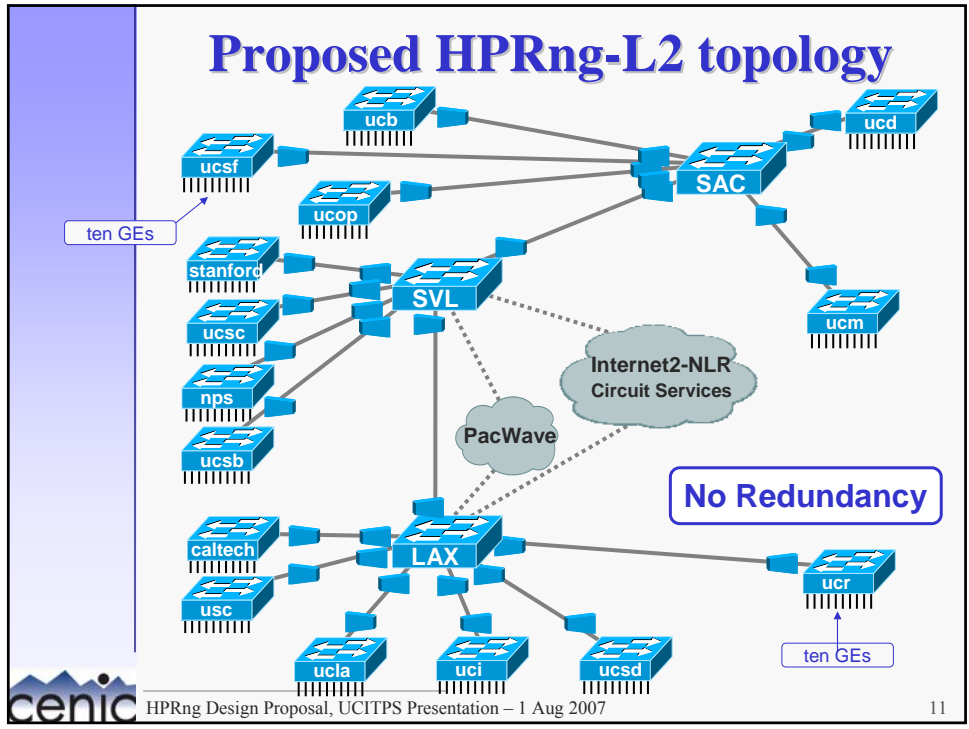 Proposed HPRng-L2 topology
ucb
ucd
ucsf
SAC
ucop
ten GEs
stanford
SVL
ucsc
ucm
Internet2-NLR
Circuit Services
nps
PacWave
ucsb
No Redundancy
caltech
LAX
ucr
usc
ten GEs
ucla
uci
ucsd
cenic
HPRng Design Proposal, UCITPS Presentation – 1 Aug 2007
11